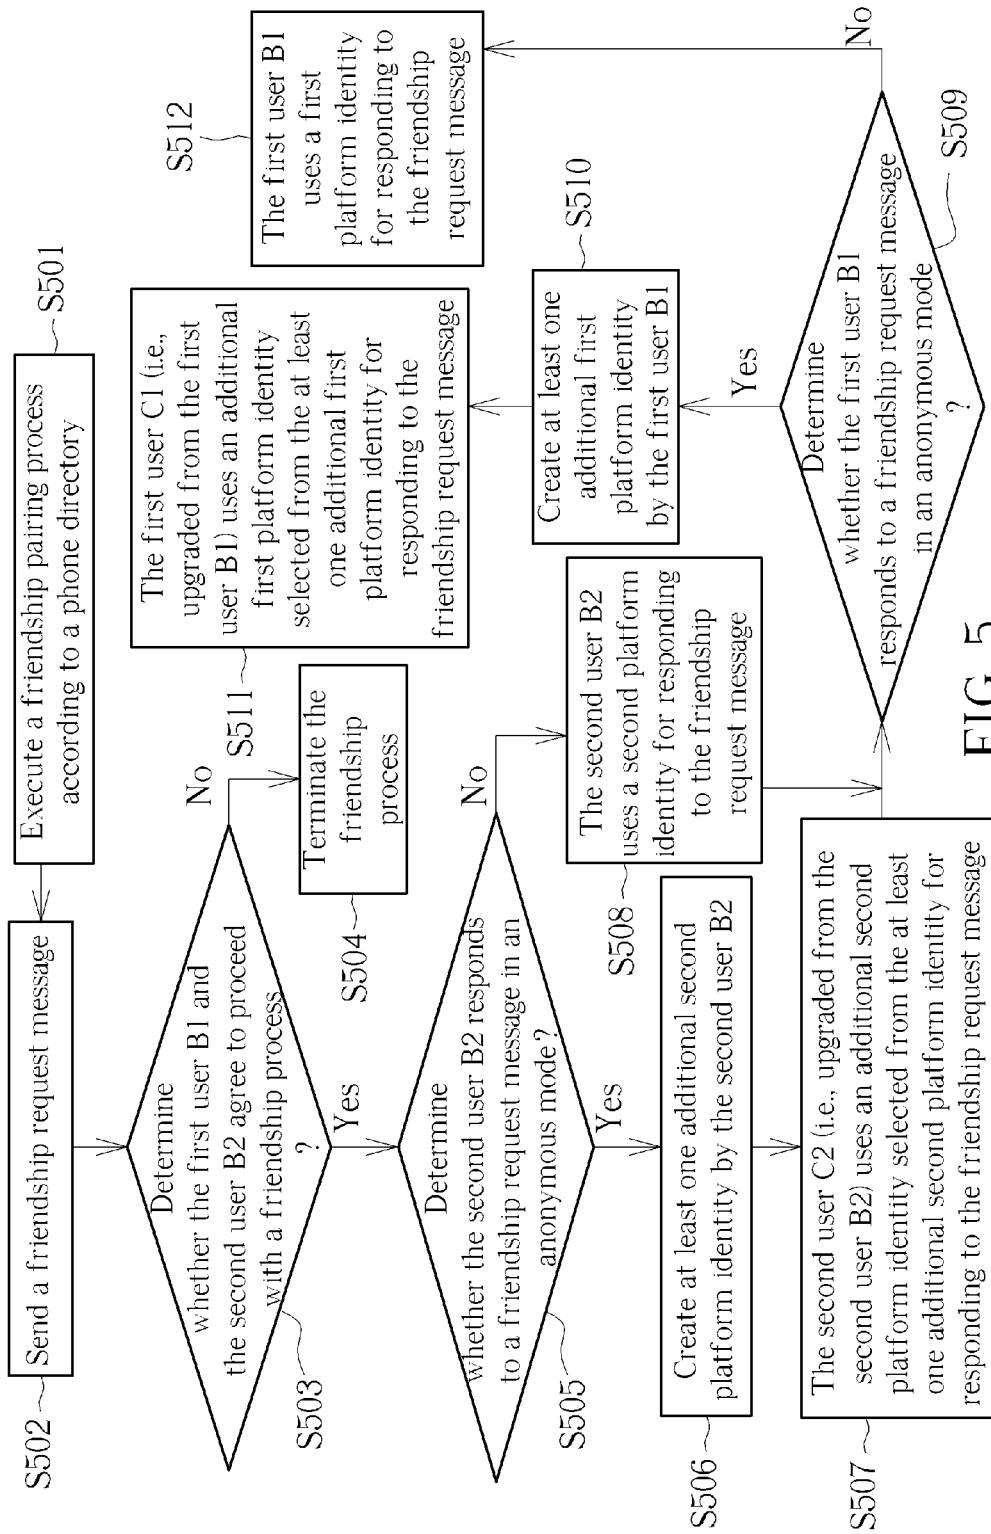 S501
Execute a friendship pairing process
according to a phone directory
S502
Send a friendship request message
Determine
whether the first user B1 and
the second user B2 agree to proceed
with a friendship process
?
S503
No
Yes
Terminate the
friendship
process
S504
Determine
whether the second user B2 responds
to a friendship request message in an
anonymous mode?
S505
No
Yes
Create at least one additional second
platform identity by the second user B2
S506
The second user C2 (i.e., upgraded from the
second user B2) uses an additional second
platform identity selected from the at least
one additional second platform identity for
responding to the friendship request message
S507
The second user B2
uses a second platform
identity for responding
to the friendship
request message
S508
Determine
whether the first user B1
responds to a friendship request message
in an anonymous mode
?
S509
Yes
No
Create at least one
additional first
platform identity
by the first user B1
S510
The first user C1 (i.e.,
upgraded from the first
user B1) uses an additional
first platform identity
selected from the at least
one additional first
platform identity for
responding to the
friendship request message
S511
The first user B1
uses a first
platform identity
for responding to
the friendship
request message
S512
FIG. 5